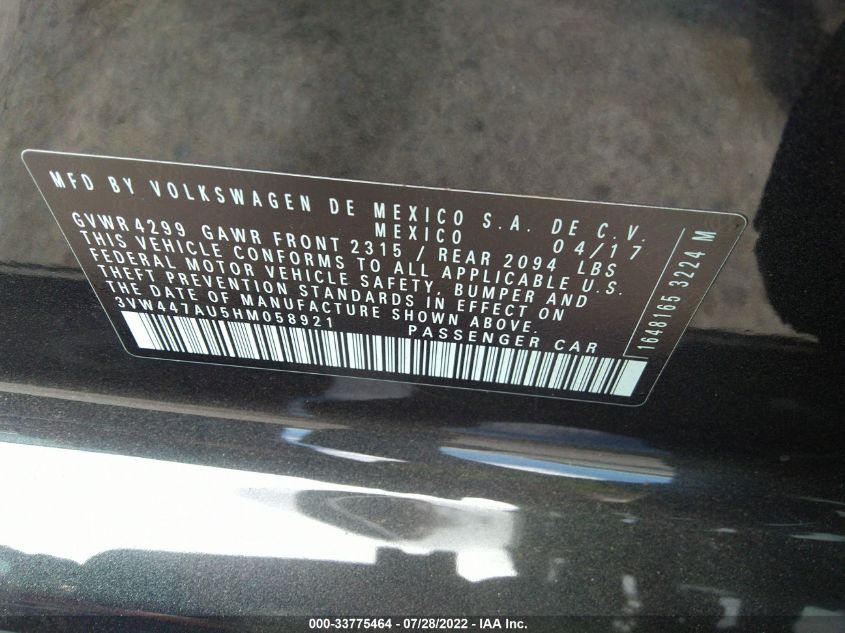 MFD BY VOLKSWAGEN DE MEXICO S.A. DE C.V.
MEXICO 04/17
GVWR4299 GAWR FRONT 2315 / REAR 2094 LBS
THIS VEHICLE CONFORMS TO ALL APPLICABLE U.S.
FEDERAL MOTOR VEHICLE SAFETY, BUMPER AND
THEFT PREVENTION STANDARDS IN EFFECT ON
THE DATE OF MANUFACTURE SHOWN ABOVE.
3VW447AU5HM058921 PASSENGER CAR
1648165 3224 M
000-33775464 - 07/28/2022 - IAA Inc.